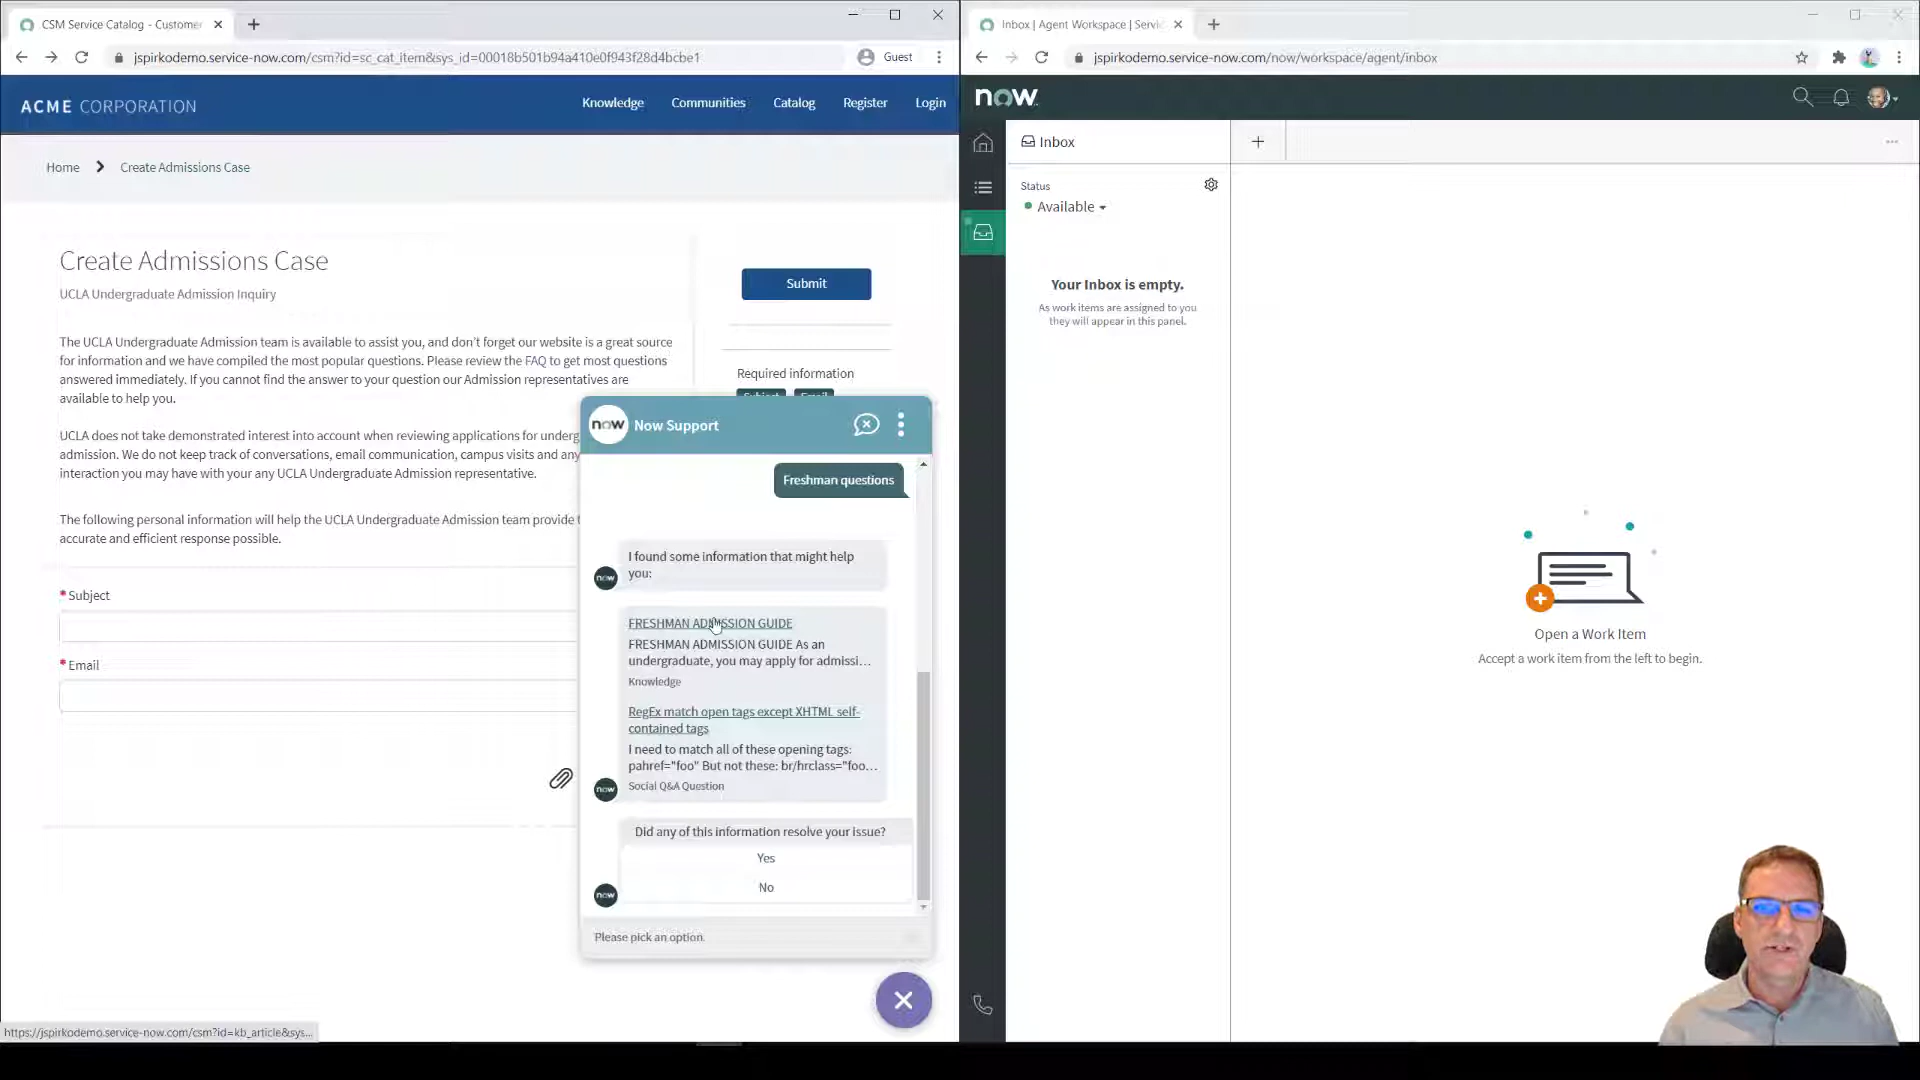 CSM Service Catalog - Customer
jspirkodemo.service-now.com/csm?id=sc_cat_item&sys_id=00018b501b94a410e0f943f28d4bcbe1
Guest
ACME CORPORATION
Knowledge
Communities
Catalog
Register
Login
Home
Create Admissions Case
Create Admissions Case
UCLA Undergraduate Admission Inquiry
The UCLA Undergraduate Admission team is available to assist you, and don't forget our website is a great source
for information and we have compiled the most popular questions. Please review the FAQ to get most questions
answered immediately. If you cannot find the answer to your question our Admission representatives are
available to help you.
UCLA does not take demonstrated interest into account when reviewing applications for underg
admission. We do not keep track of conversations, email communication, campus visits and any
interaction you may have with your any UCLA Undergraduate Admission representative.
The following personal information will help the UCLA Undergraduate Admission team provide t
accurate and efficient response possible.
* Subject
* Email
Submit
Required information
Subject
Email
now
Now Support
Freshman questions
I found some information that might help
you:
now
FRESHMAN ADMISSION GUIDE
FRESHMAN ADMISSION GUIDE As an
undergraduate, you may apply for admissi...
Knowledge
RegEx match open tags except XHTML self-
contained tags
I need to match all of these opening tags:
pahref="foo" But not these: br/hrclass="foo...
Social Q&A Question
now
Did any of this information resolve your issue?
Yes
No
now
Please pick an option.
https://jspirkodemo.service-now.com/csm?id=kb_article&sys...
Inbox | Agent Workspace | Servic
jspirkodemo.service-now.com/now/workspace/agent/inbox
now
Inbox
Status
Available
Your Inbox is empty.
As work items are assigned to you
they will appear in this panel.
Open a Work Item
Accept a work item from the left to begin.